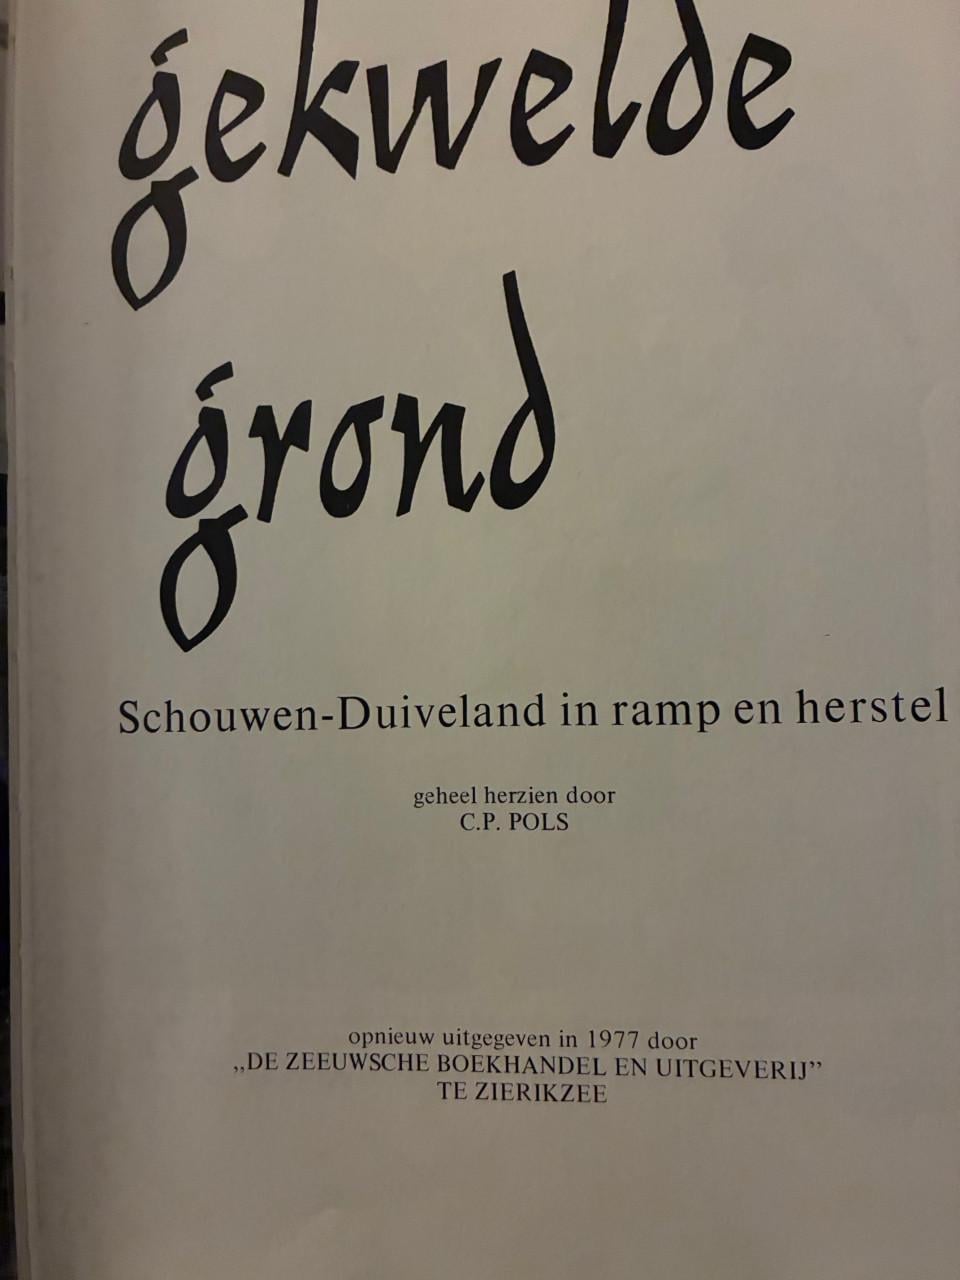 gekwelde
grond
Schouwen-Duiveland in ramp en herstel
geheel herzien door
C.P. POLS
opnieuw uitgegeven in 1977 door
„DE ZEEUWSCHE BOEKHANDEL EN UITGEVERIJ”
TE ZIERIKZEE